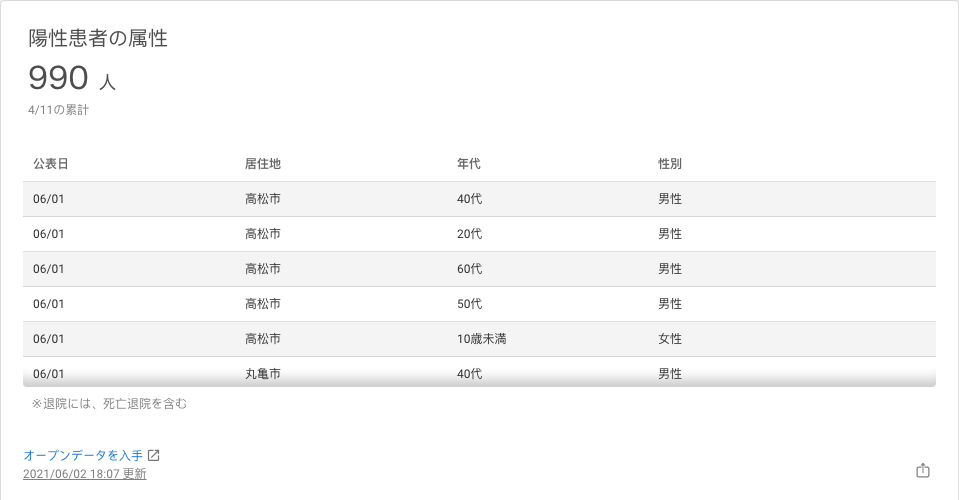 陽性患者の属性
990 人
4/11の累計
公表日 居住地 年代 性別
06/01 高松市 40代 男性
06/01 高松市 20代 男性
06/01 高松市 60代 男性
06/01 高松市 50代 男性
06/01 高松市 10歳未満 女性
06/01 丸亀市 40代 男性
※退院には、死亡退院を含む
オープンデータを入手
2021/06/02 18:07 更新